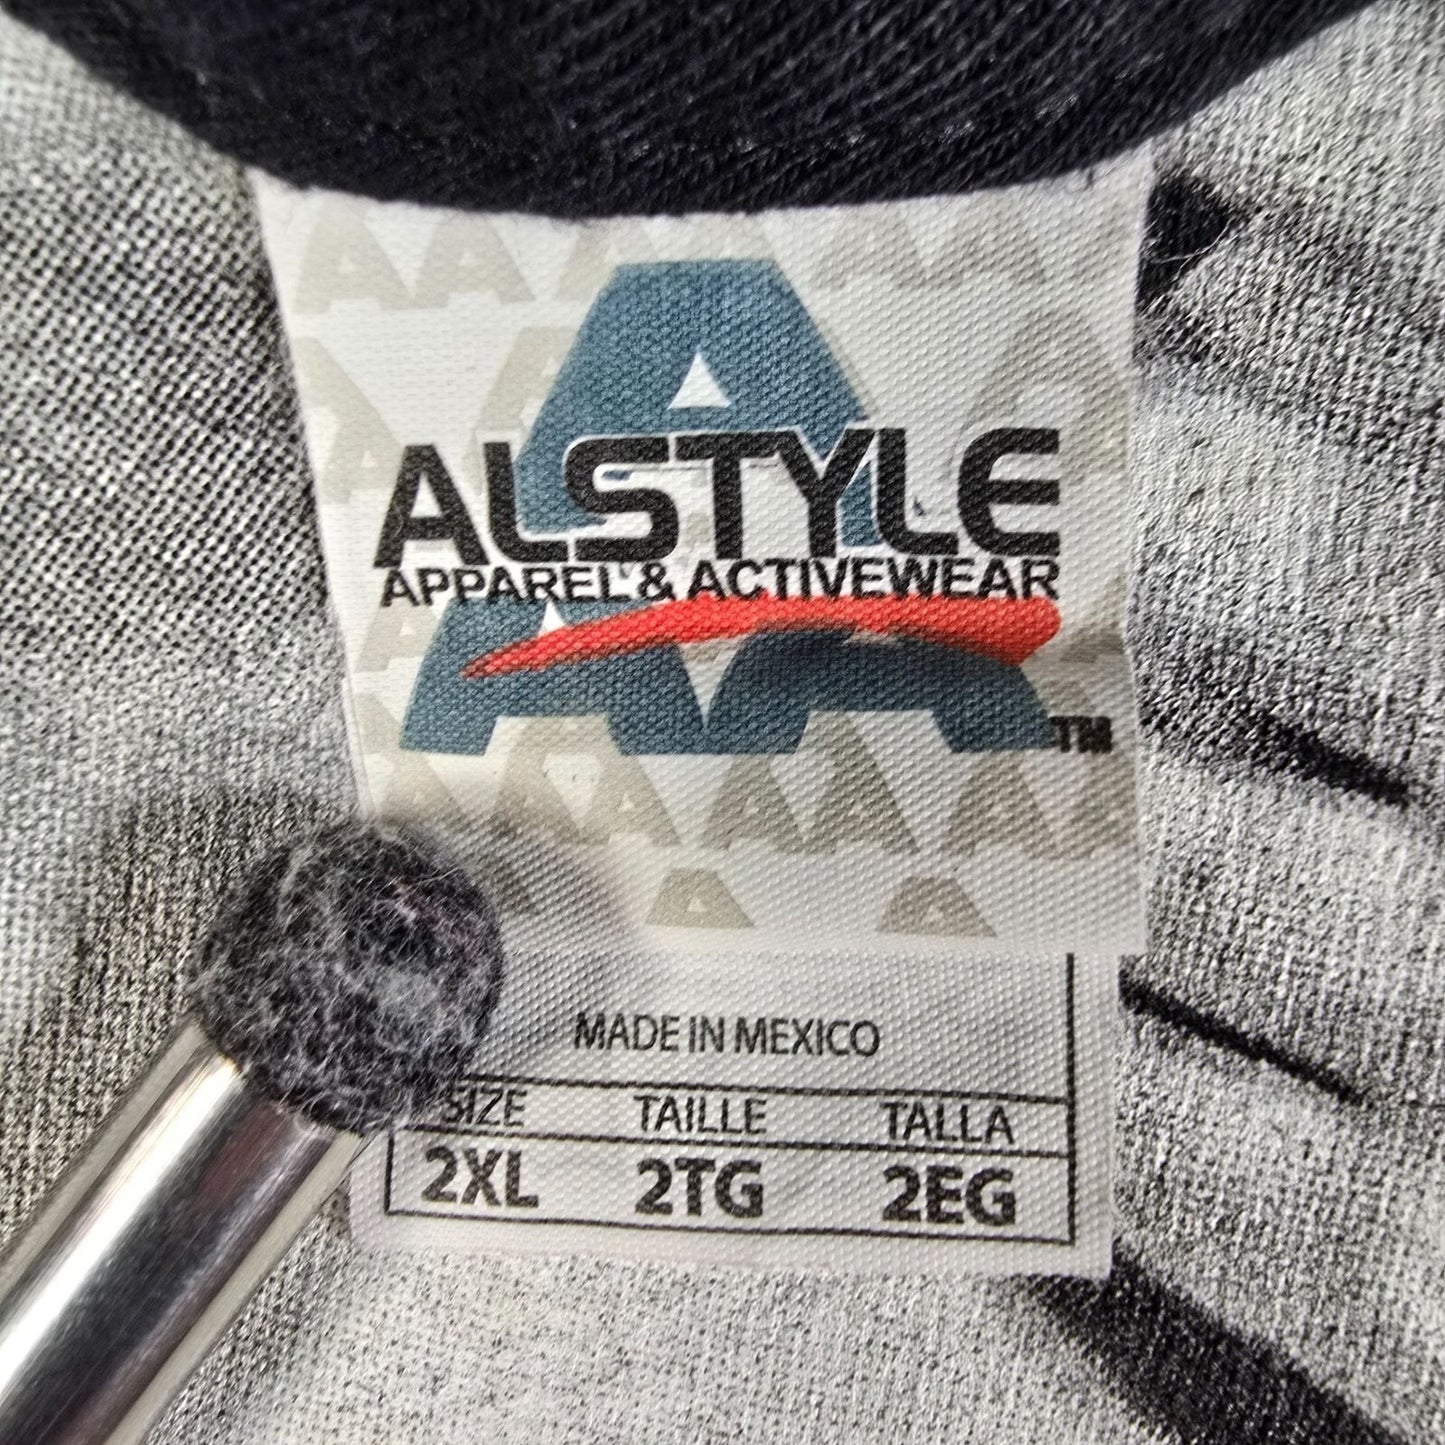 ALSTYLE
APPAREL & ACTIVEWEAR
TM
MADE IN MEXICO
SIZE TAILLE TALLA
2XL 2TG 2EG